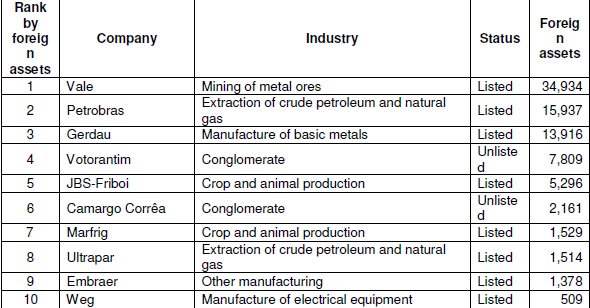 Rank by foreig n assets Company Industry Status Foreig n assets
1 Vale Mining of metal ores Listed 34,934
2 Petrobras Extraction of crude petroleum and natural gas Listed 15,937
3 Gerdau Manufacture of basic metals Listed 13,916
4 Votorantim Conglomerate Unliste d 7,809
5 JBS-Friboi Crop and animal production Listed 5,296
6 Camargo Corrêa Conglomerate Unliste d 2,161
7 Marfrig Crop and animal production Listed 1,529
8 Ultrapar Extraction of crude petroleum and natural gas Listed 1,514
9 Embraer Other manufacturing Listed 1,378
10 Weg Manufacture of electrical equipment Listed 509